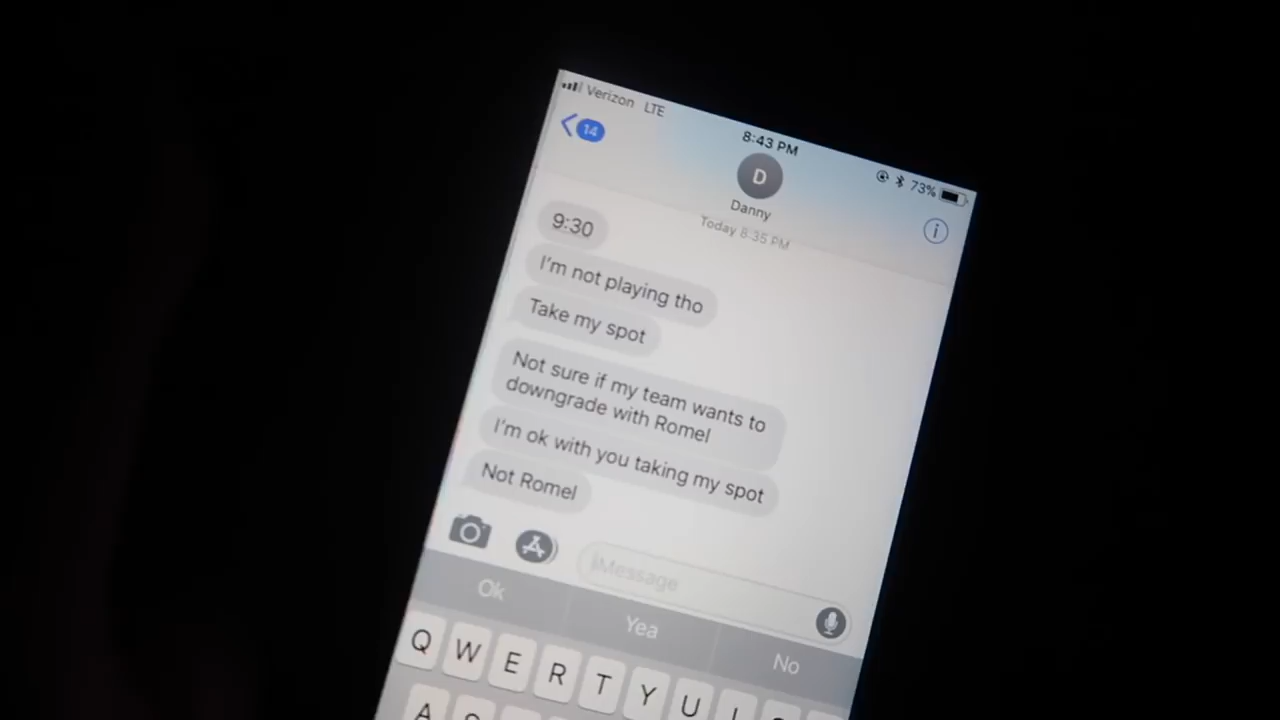 Verizon LTE
8:43 PM
73%
14
D
Danny
Today 8:35 PM
9:30
I'm not playing tho
Take my spot
Not sure if my team wants to
downgrade with Romel
I'm ok with you taking my spot
Not Romel
iMessage
Ok Yea No
Q W E R T Y U
A